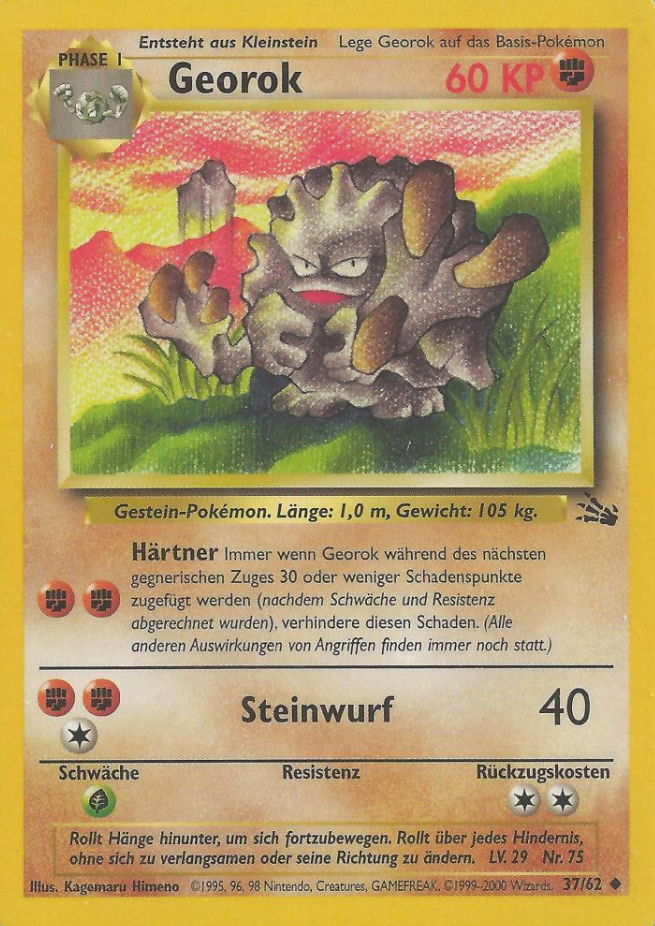 Entsteht aus Kleinstein Lege Georok auf das Basis-Pokémon
PHASE 1
Georok 60 KP
Gestein-Pokémon. Länge: 1,0 m, Gewicht: 105 kg.
Härtner Immer wenn Georok während des nächsten
gegnerischen Zuges 30 oder weniger Schadenspunkte
zugefügt werden (nachdem Schwäche und Resistenz
abgerechnet wurden), verhindere diesen Schaden. (Alle
anderen Auswirkungen von Angriffen finden immer noch statt.)
Steinwurf 40
Schwäche Resistenz Rückzugskosten
Rollt Hänge hinunter, um sich fortzubewegen. Rollt über jedes Hindernis,
ohne sich zu verlangsamen oder seine Richtung zu ändern. LV. 29 Nr. 75
Illus. Kagemaru Himeno ©1995, 96, 98 Nintendo, Creatures, GAMEFREAK. ©1999-2000 Wizards. 37/62